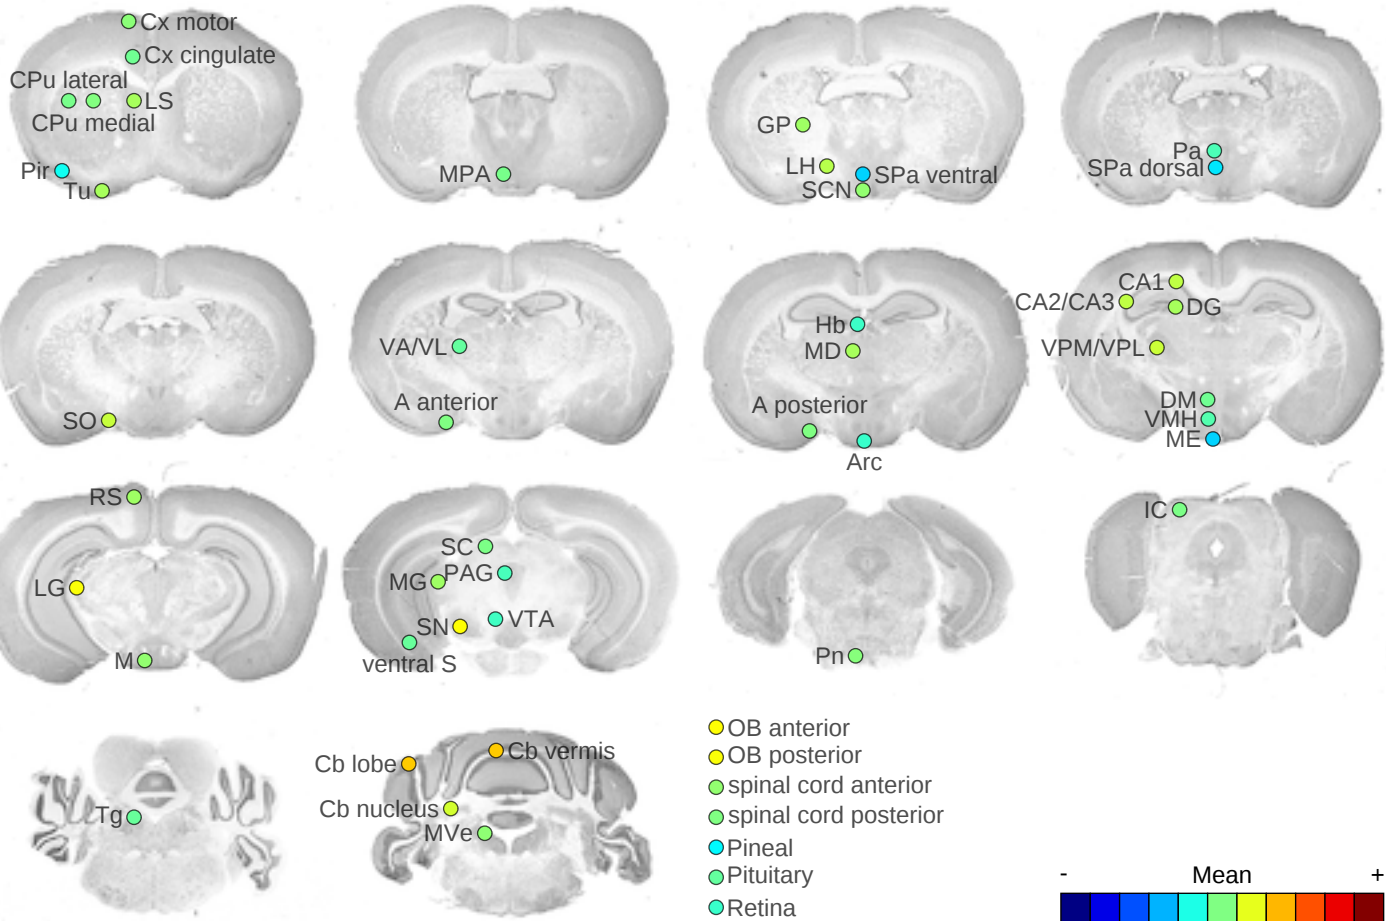 Cx motor
Cx cingulate
CPu lateral
LS
CPu medial
Pir
Tu
MPA
GP
LH
SPa ventral
SCN
Pa
SPa dorsal
SO
VA/VL
A anterior
Hb
MD
A posterior
Arc
CA1
CA2/CA3
DG
VPM/VPL
DM
VMH
ME
RS
LG
M
SC
MG
PAG
SN
VTA
ventral S
Pn
IC
Tg
Cb lobe
Cb vermis
Cb nucleus
MVe
OB anterior
OB posterior
spinal cord anterior
spinal cord posterior
Pineal
Pituitary
Retina
- Mean +